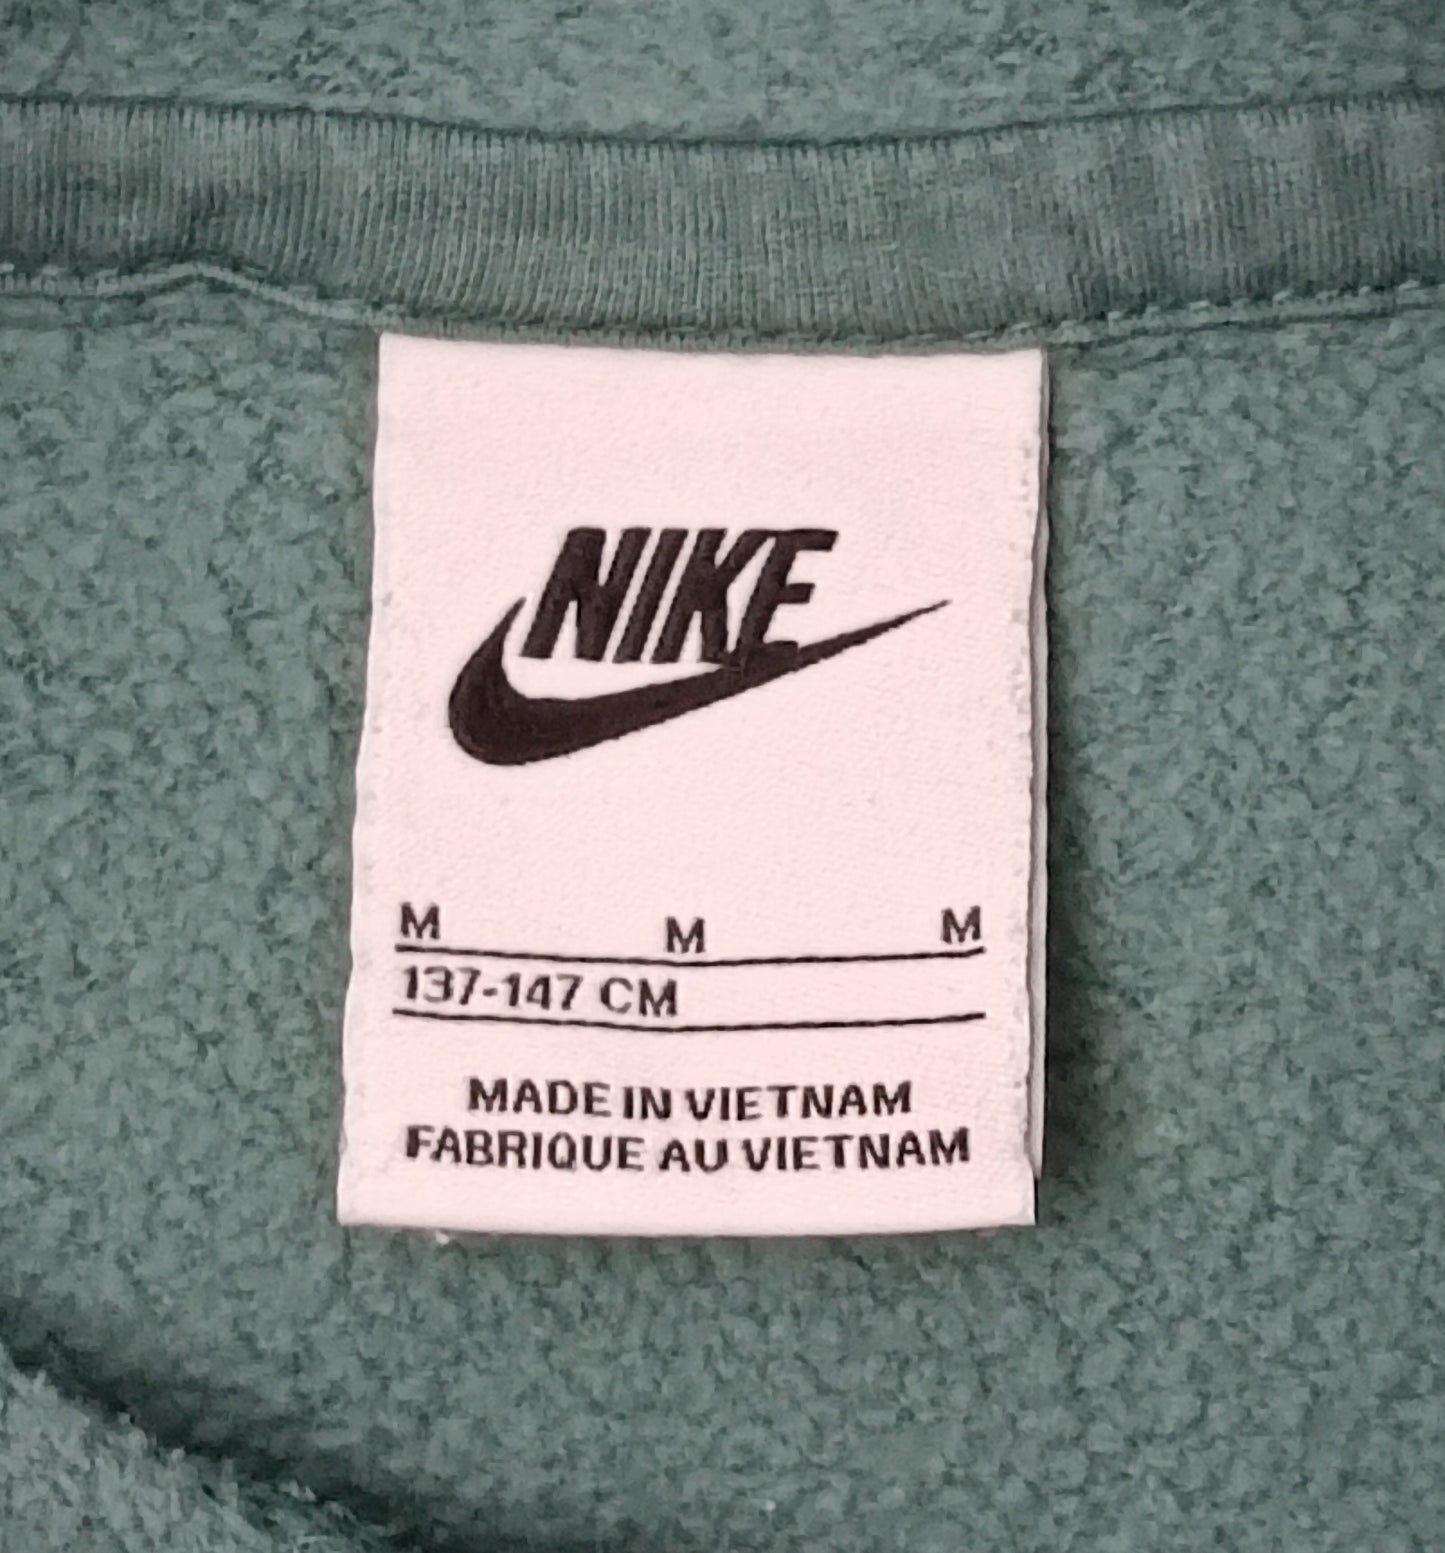 NIKE
M M M
137-147 CM
MADE IN VIETNAM
FABRIQUE AU VIETNAM